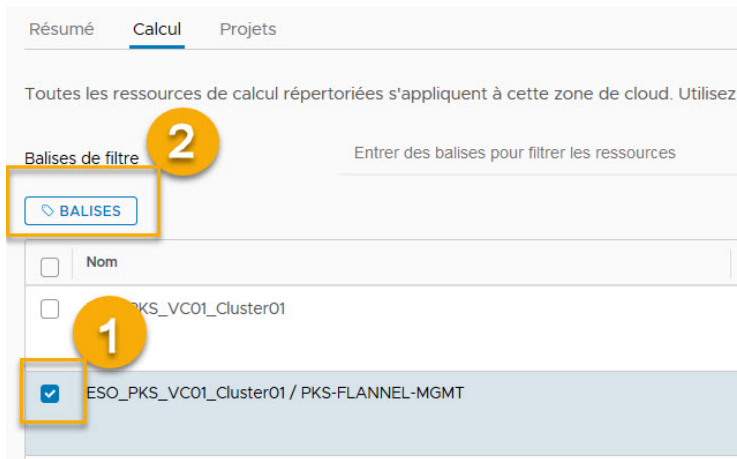 Résumé Calcul Projets
Toutes les ressources de calcul répertoriées s'appliquent à cette zone de cloud. Utilisez
2
Balises de filtre Entrer des balises pour filtrer les ressources
BALISES
Nom
PKS_VC01_Cluster01
1
ESO_PKS_VC01_Cluster01 / PKS-FLANNEL-MGMT